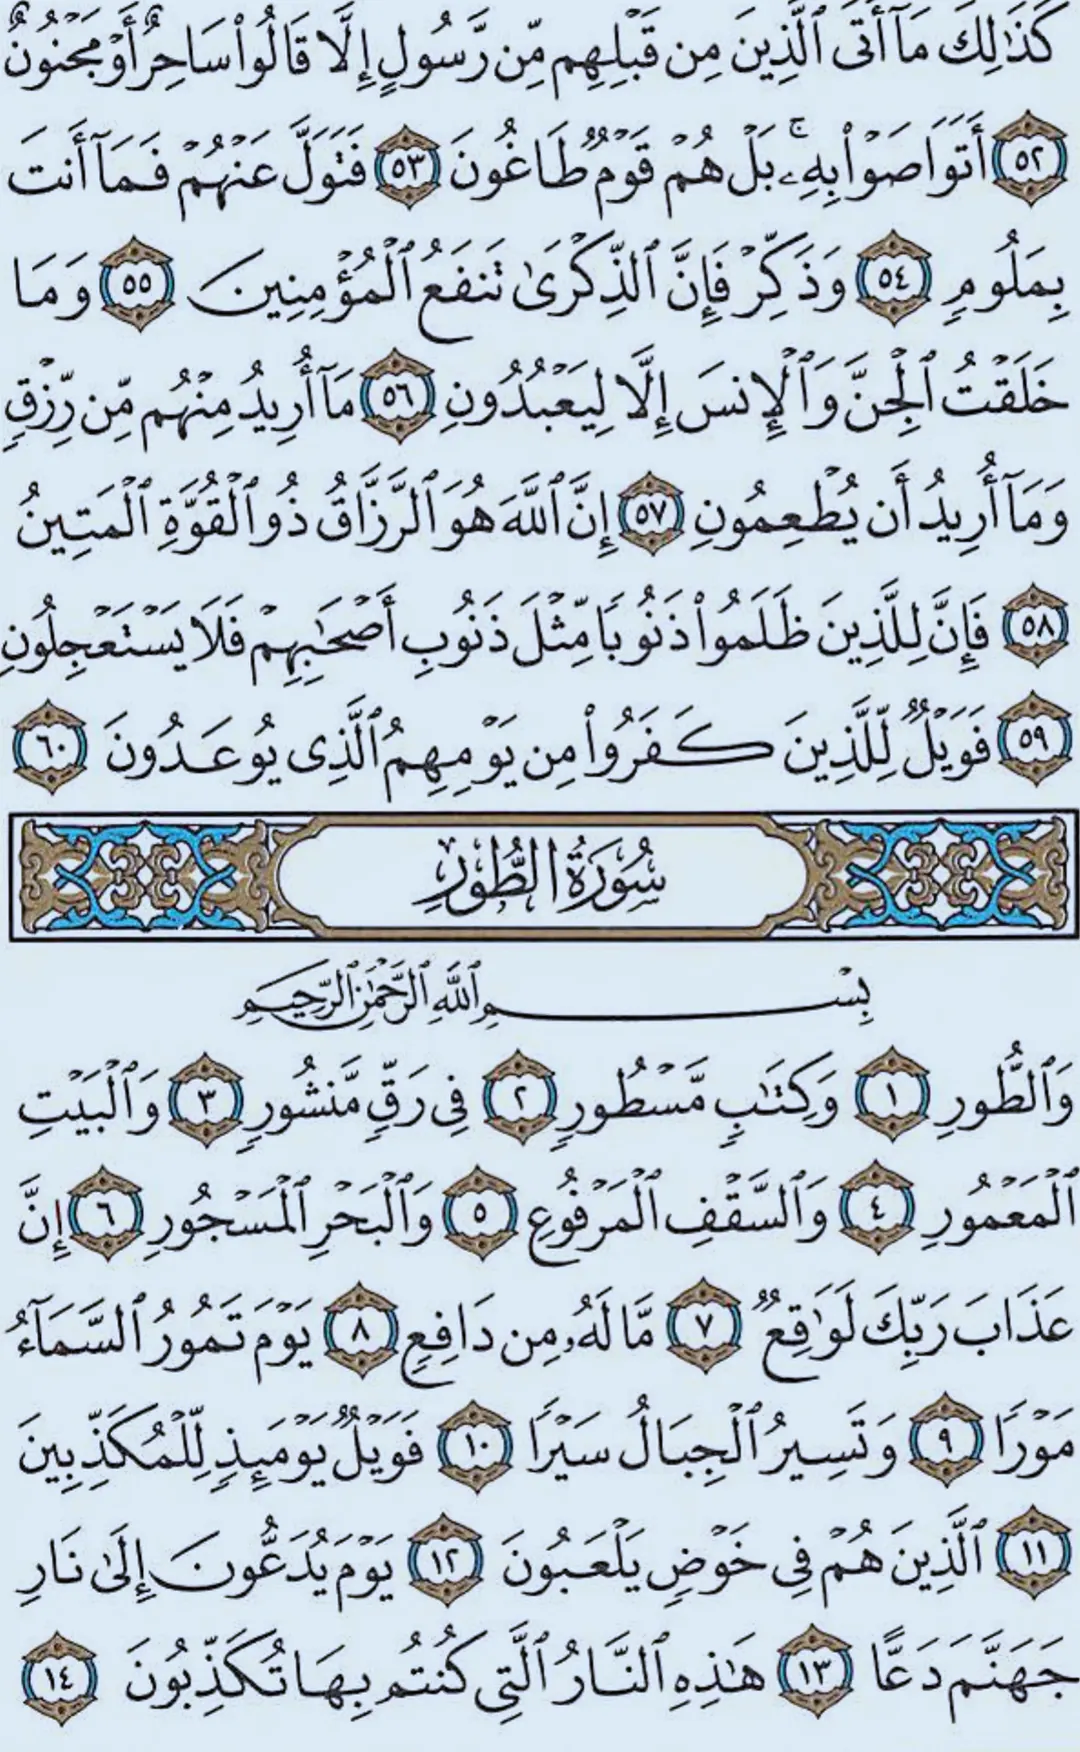 كَذَٰلِكَ مَآ أَتَى ٱلَّذِينَ مِن قَبۡلِهِم مِّن رَّسُولٍ إِلَّا قَالُواْ سَاحِرٌ أَوۡ مَجۡنُونٌ
٥٢ أَتَوَاصَوۡاْ بِهِۦۚ بَلۡ هُمۡ قَوۡمٞ طَاغُونَ ٥٣ فَتَوَلَّ عَنۡهُمۡ فَمَآ أَنتَ
بِمَلُومٖ ٥٤ وَذَكِّرۡ فَإِنَّ ٱلذِّكۡرَىٰ تَنفَعُ ٱلۡمُؤۡمِنِينَ ٥٥ وَمَا
خَلَقۡتُ ٱلۡجِنَّ وَٱلۡإِنسَ إِلَّا لِيَعۡبُدُونِ ٥٦ مَآ أُرِيدُ مِنۡهُم مِّن رِّزۡقٖ
وَمَآ أُرِيدُ أَن يُطۡعِمُونِ ٥٧ إِنَّ ٱللَّهَ هُوَ ٱلرَّزَّاقُ ذُو ٱلۡقُوَّةِ ٱلۡمَتِينُ
٥٨ فَإِنَّ لِلَّذِينَ ظَلَمُواْ ذَنُوبٗا مِّثۡلَ ذَنُوبِ أَصۡحَٰبِهِمۡ فَلَا يَسۡتَعۡجِلُونِ
٥٩ فَوَيۡلٞ لِّلَّذِينَ كَفَرُواْ مِن يَوۡمِهِمُ ٱلَّذِي يُوعَدُونَ ٦٠
سُورَةُ الطُّورِ
بِسۡمِ ٱللَّهِ ٱلرَّحۡمَٰنِ ٱلرَّحِيمِ
وَٱلطُّورِ ١ وَكِتَٰبٖ مَّسۡطُورٖ ٢ فِي رَقّٖ مَّنشُورٖ ٣ وَٱلۡبَيۡتِ
ٱلۡمَعۡمُورِ ٤ وَٱلسَّقۡفِ ٱلۡمَرۡفُوعِ ٥ وَٱلۡبَحۡرِ ٱلۡمَسۡجُورِ ٦ إِنَّ
عَذَابَ رَبِّكَ لَوَٰقِعٞ ٧ مَّا لَهُۥ مِن دَافِعٖ ٨ يَوۡمَ تَمُورُ ٱلسَّمَآءُ
مَوۡرٗا ٩ وَتَسِيرُ ٱلۡجِبَالُ سَيۡرٗا ١٠ فَوَيۡلٞ يَوۡمَئِذٖ لِّلۡمُكَذِّبِينَ
١١ ٱلَّذِينَ هُمۡ فِي خَوۡضٖ يَلۡعَبُونَ ١٢ يَوۡمَ يُدَعُّونَ إِلَىٰ نَارِ
جَهَنَّمَ دَعًّا ١٣ هَٰذِهِ ٱلنَّارُ ٱلَّتِي كُنتُم بِهَا تُكَذِّبُونَ ١٤